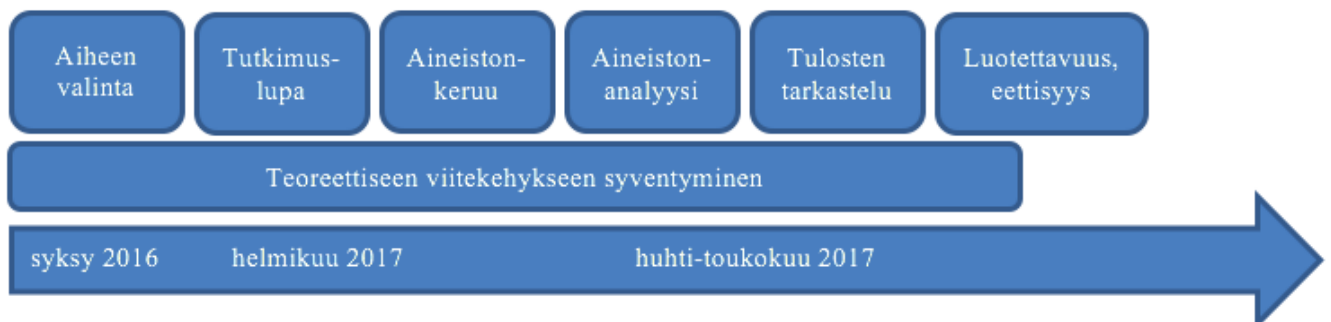 Aiheen
valinta
Tutkimus-
lupa
Aineiston-
keruu
Aineiston-
analyysi
Tulosten
tarkastelu
Luotettavuus,
eettisyys
Teoreettiseen viitekehykseen syventyminen
syksy 2016
helmikuu 2017
huhti-toukokuu 2017